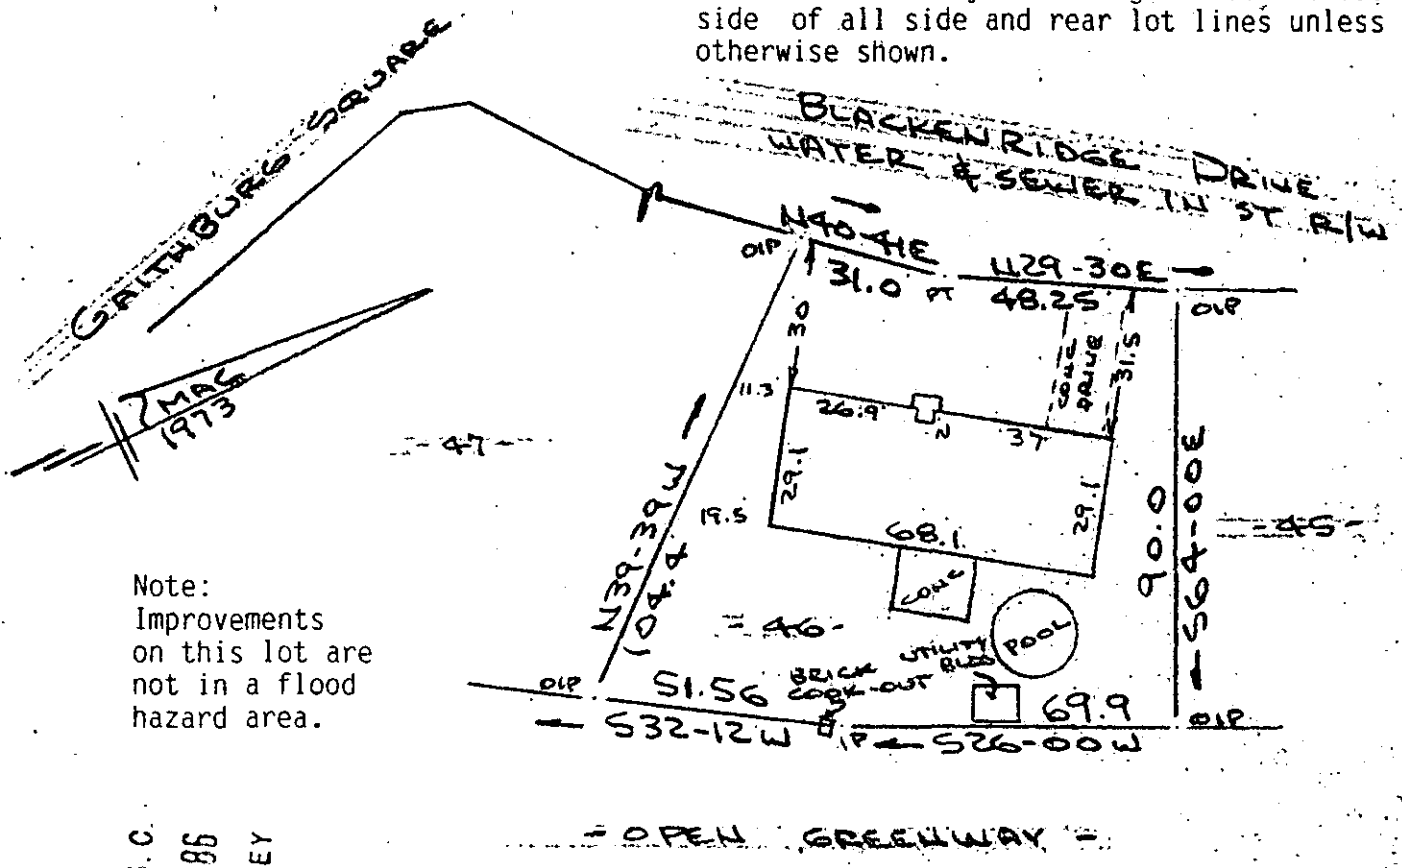 side of all side and rear lot lines unless
otherwise shown.
GAITHBURG SQUARE
BLACKENRIDGE DRIVE
WATER & SEWER IN ST R/W
MAG
1973
OIP
N40-41E
31.0
PT
N29-30E
48.25
OIP
30
CONC
DRIVE
31.5
11.3
26.9
N
37
-47-
29.1
29.1
19.5
68.1
N39-39W
104.4
90.0
S64-00E
-45-
CONC
POOL
=46-
UTILITY
BLDG
BRICK
COOK-OUT
Note:
Improvements
on this lot are
not in a flood
hazard area.
OIP
51.56
S32-12W
IP
69.9
S26-00W
OIP
= OPEN GREENWAY =
. C.
86
EY